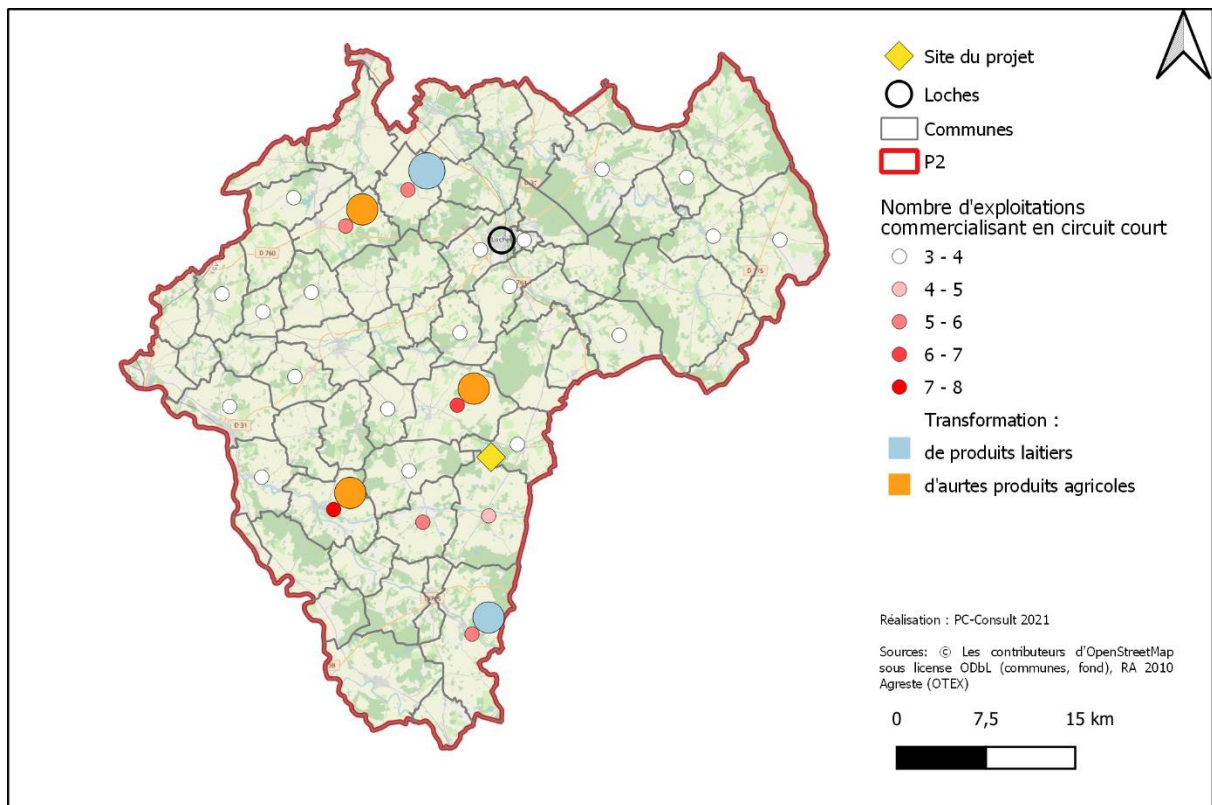 Site du projet
Loches
Communes
P2
Nombre d'exploitations
commercialisant en circuit court
3 - 4
4 - 5
5 - 6
6 - 7
7 - 8
Transformation :
de produits laitiers
d'aurtes produits agricoles
Réalisation : PC-Consult 2021
Sources: © Les contributeurs d'OpenStreetMap
sous license ODbL (communes, fond), RA 2010
Agreste (OTEX)
0 7,5 15 km
D 760
D 31
Loches